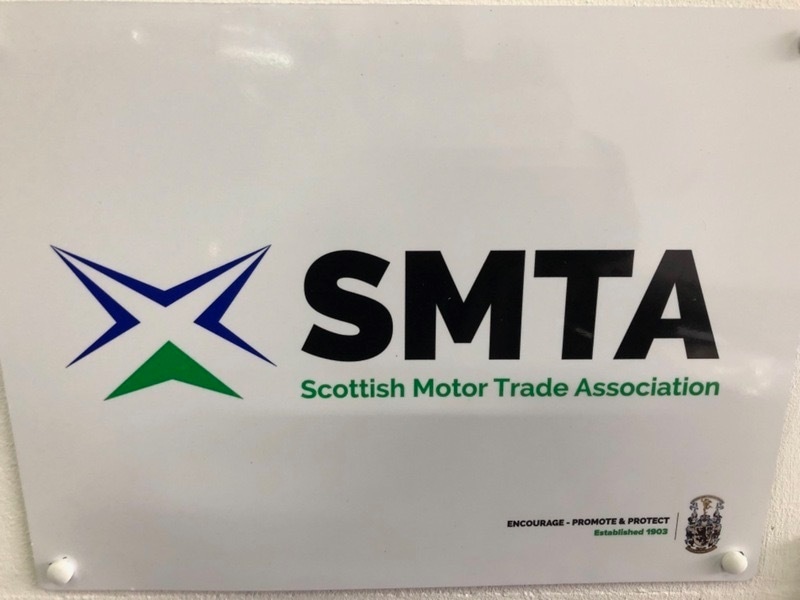 SMTA
Scottish Motor Trade Association
ENCOURAGE - PROMOTE & PROTECT
Established 1903